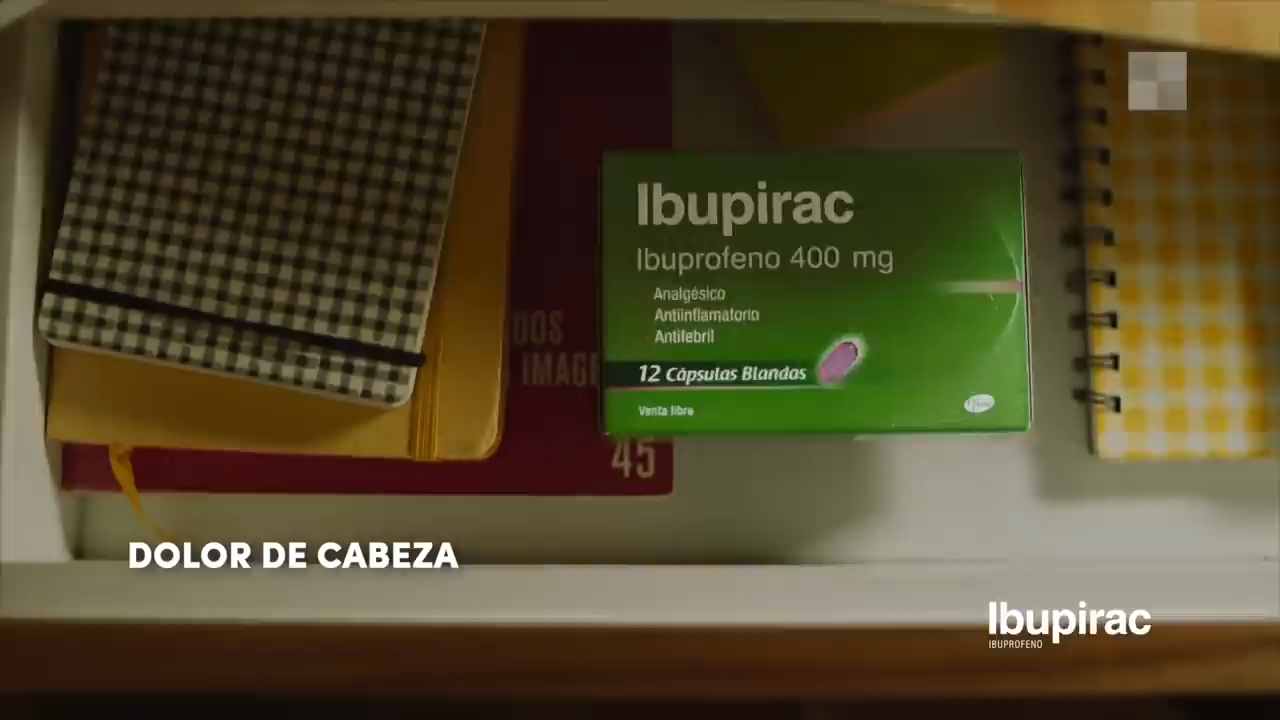 DOS
IMAGE
45
Ibupirac
Ibuprofeno 400 mg
Analgésico
Antiinflamatorio
Antifebril
12 Cápsulas Blandas
Venta libre
Pfizer
DOLOR DE CABEZA
Ibupirac
IBUPROFENO